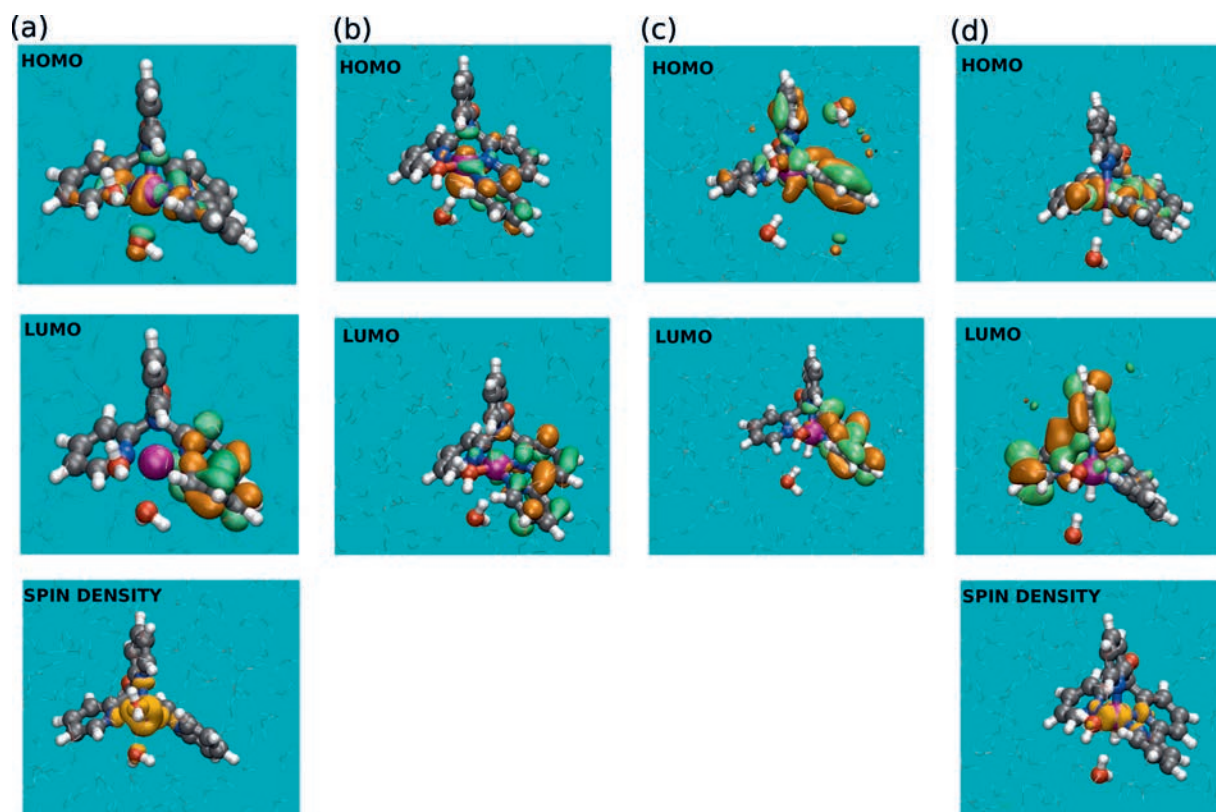 (a)
(b)
(c)
(d)
HOMO
HOMO
HOMO
HOMO
LUMO
LUMO
LUMO
LUMO
SPIN DENSITY
SPIN DENSITY